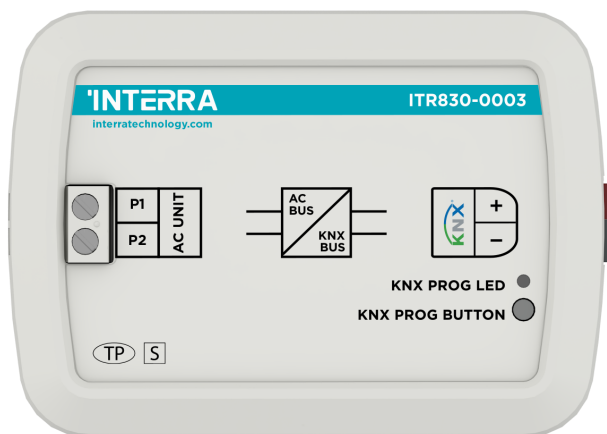 INTERRA
ITR830-0003
interratechnology.com
P1
P2
AC UNIT
AC
BUS
KNX
BUS
KNX
+
−
KNX PROG LED
KNX PROG BUTTON
TP
S